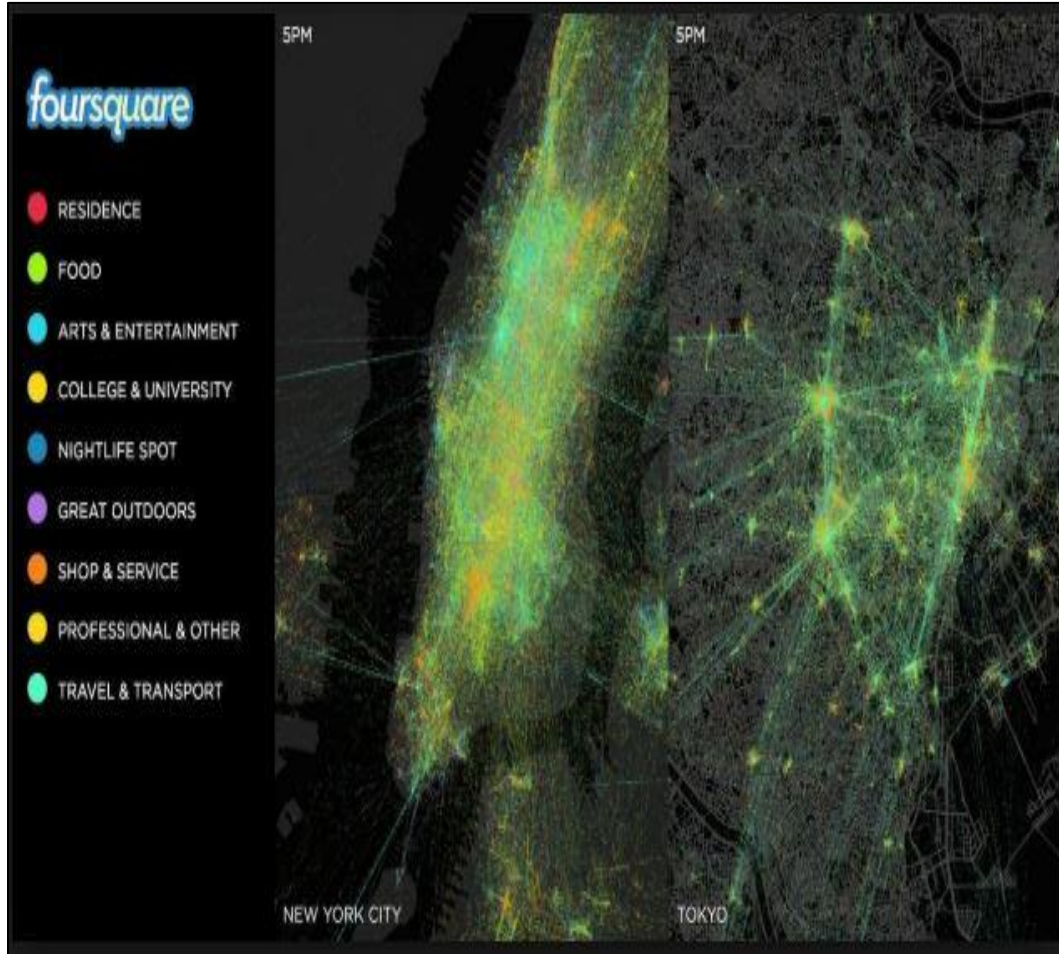 foursquare
RESIDENCE
FOOD
ARTS & ENTERTAINMENT
COLLEGE & UNIVERSITY
NIGHTLIFE SPOT
GREAT OUTDOORS
SHOP & SERVICE
PROFESSIONAL & OTHER
TRAVEL & TRANSPORT
5PM
NEW YORK CITY
5PM
TOKYO